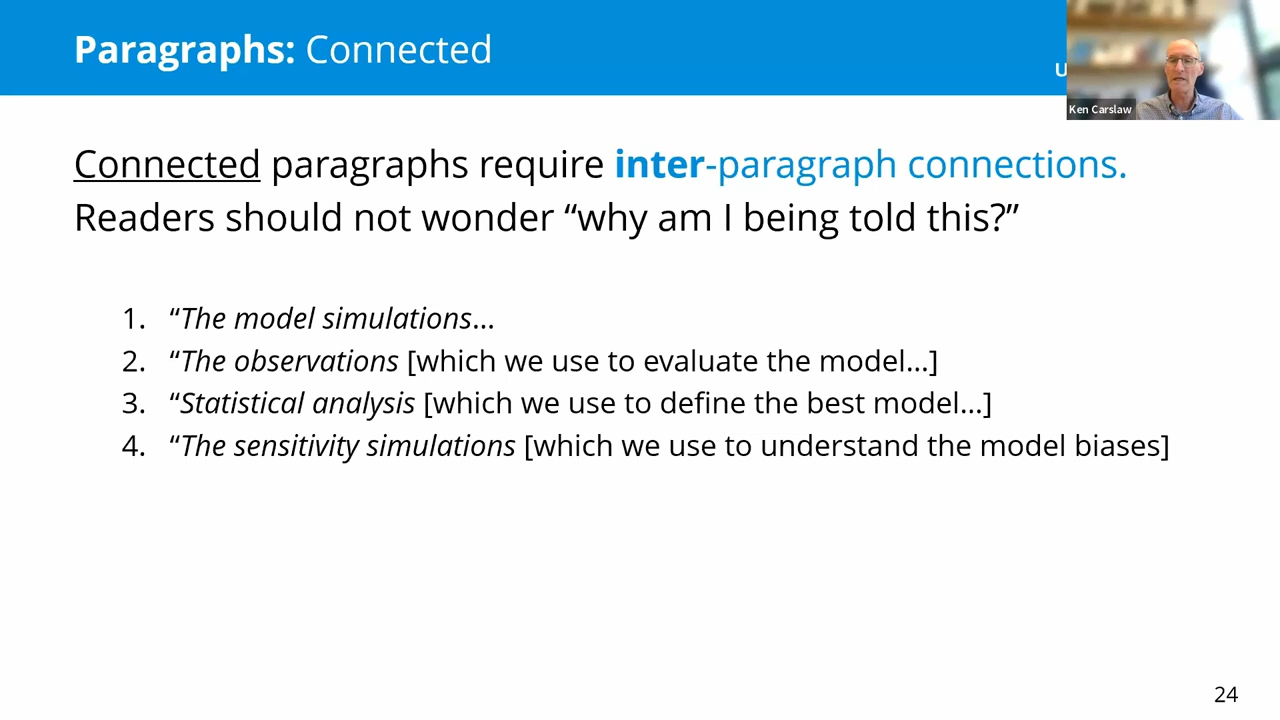 Paragraphs: Connected
U
Ken Carslaw
Connected paragraphs require inter-paragraph connections.
Readers should not wonder “why am I being told this?”
1. “The model simulations…
2. “The observations [which we use to evaluate the model…]
3. “Statistical analysis [which we use to define the best model…]
4. “The sensitivity simulations [which we use to understand the model biases]
24